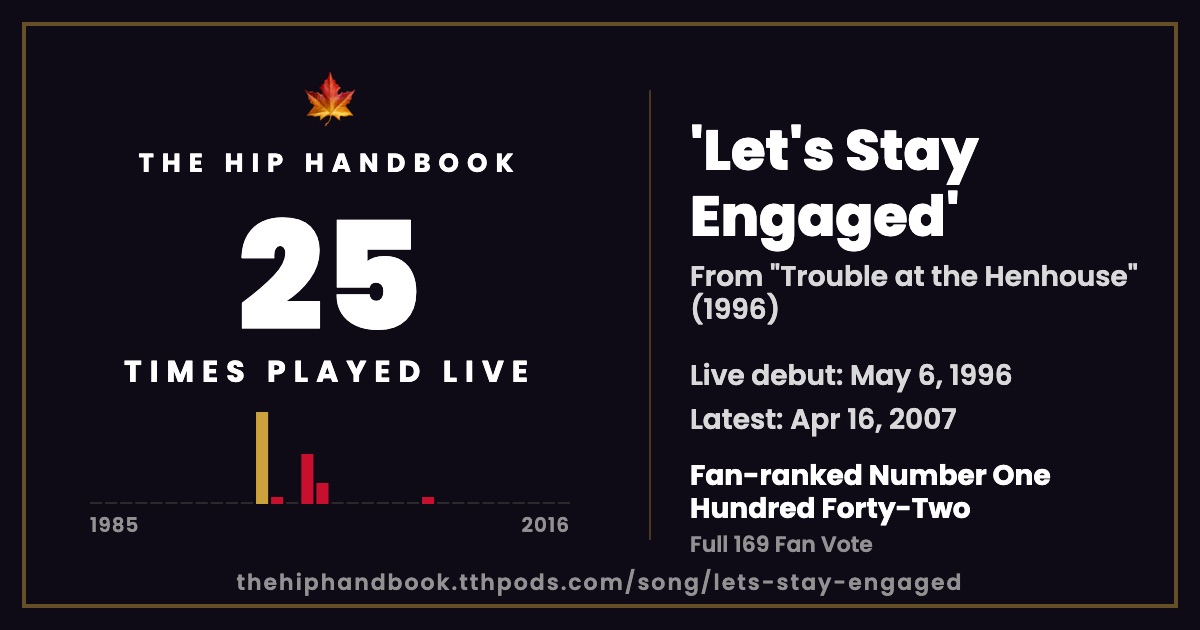 THE HIP HANDBOOK
25
TIMES PLAYED LIVE
1985
2016
'Let's Stay
Engaged'
From "Trouble at the Henhouse"
(1996)
Live debut: May 6, 1996
Latest: Apr 16, 2007
Fan-ranked Number One
Hundred Forty-Two
Full 169 Fan Vote
thehiphandbook.tthpods.com/song/lets-stay-engaged